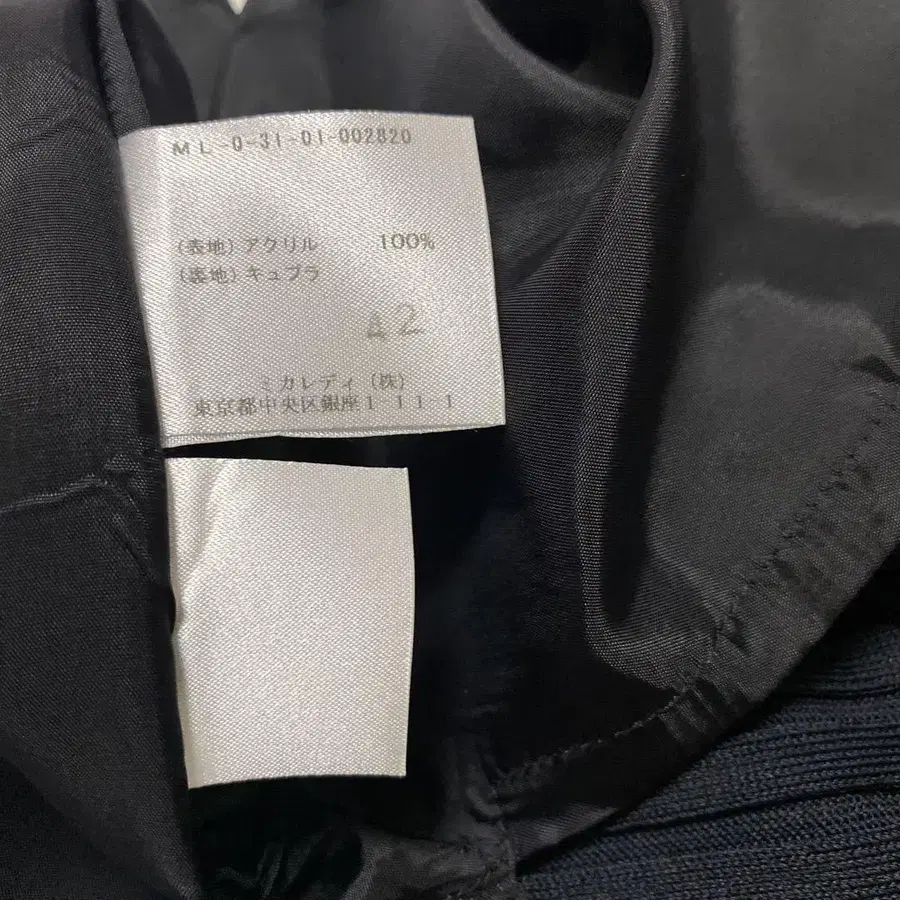 ML-0-31-01-002820
(表地)アクリル 100%
(裏地)キュプラ
42
ミカレディ(株)
東京都中央区銀座1-11-1